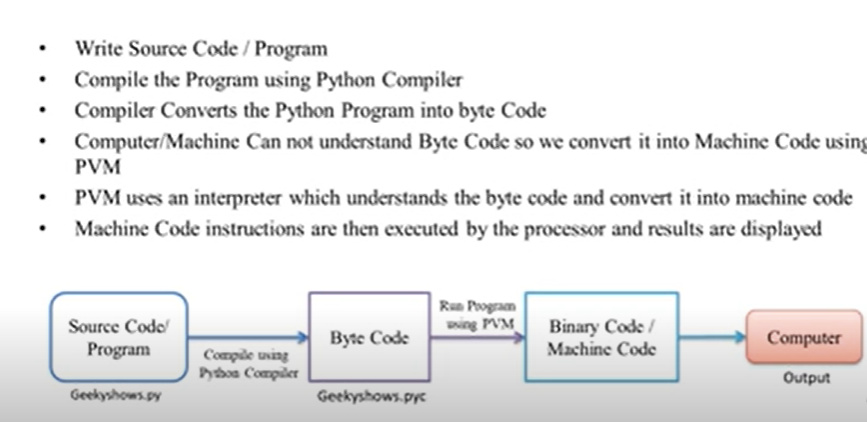 • Write Source Code / Program
• Compile the Program using Python Compiler
• Compiler Converts the Python Program into byte Code
• Computer/Machine Can not understand Byte Code so we convert it into Machine Code using
PVM
• PVM uses an interpreter which understands the byte code and convert it into machine code
• Machine Code instructions are then executed by the processor and results are displayed
Source Code/
Program
Geekyshows.py
Compile using
Python Compiler
Byte Code
Geekyshows.pyc
Run Program
using PVM
Binary Code /
Machine Code
Computer
Output